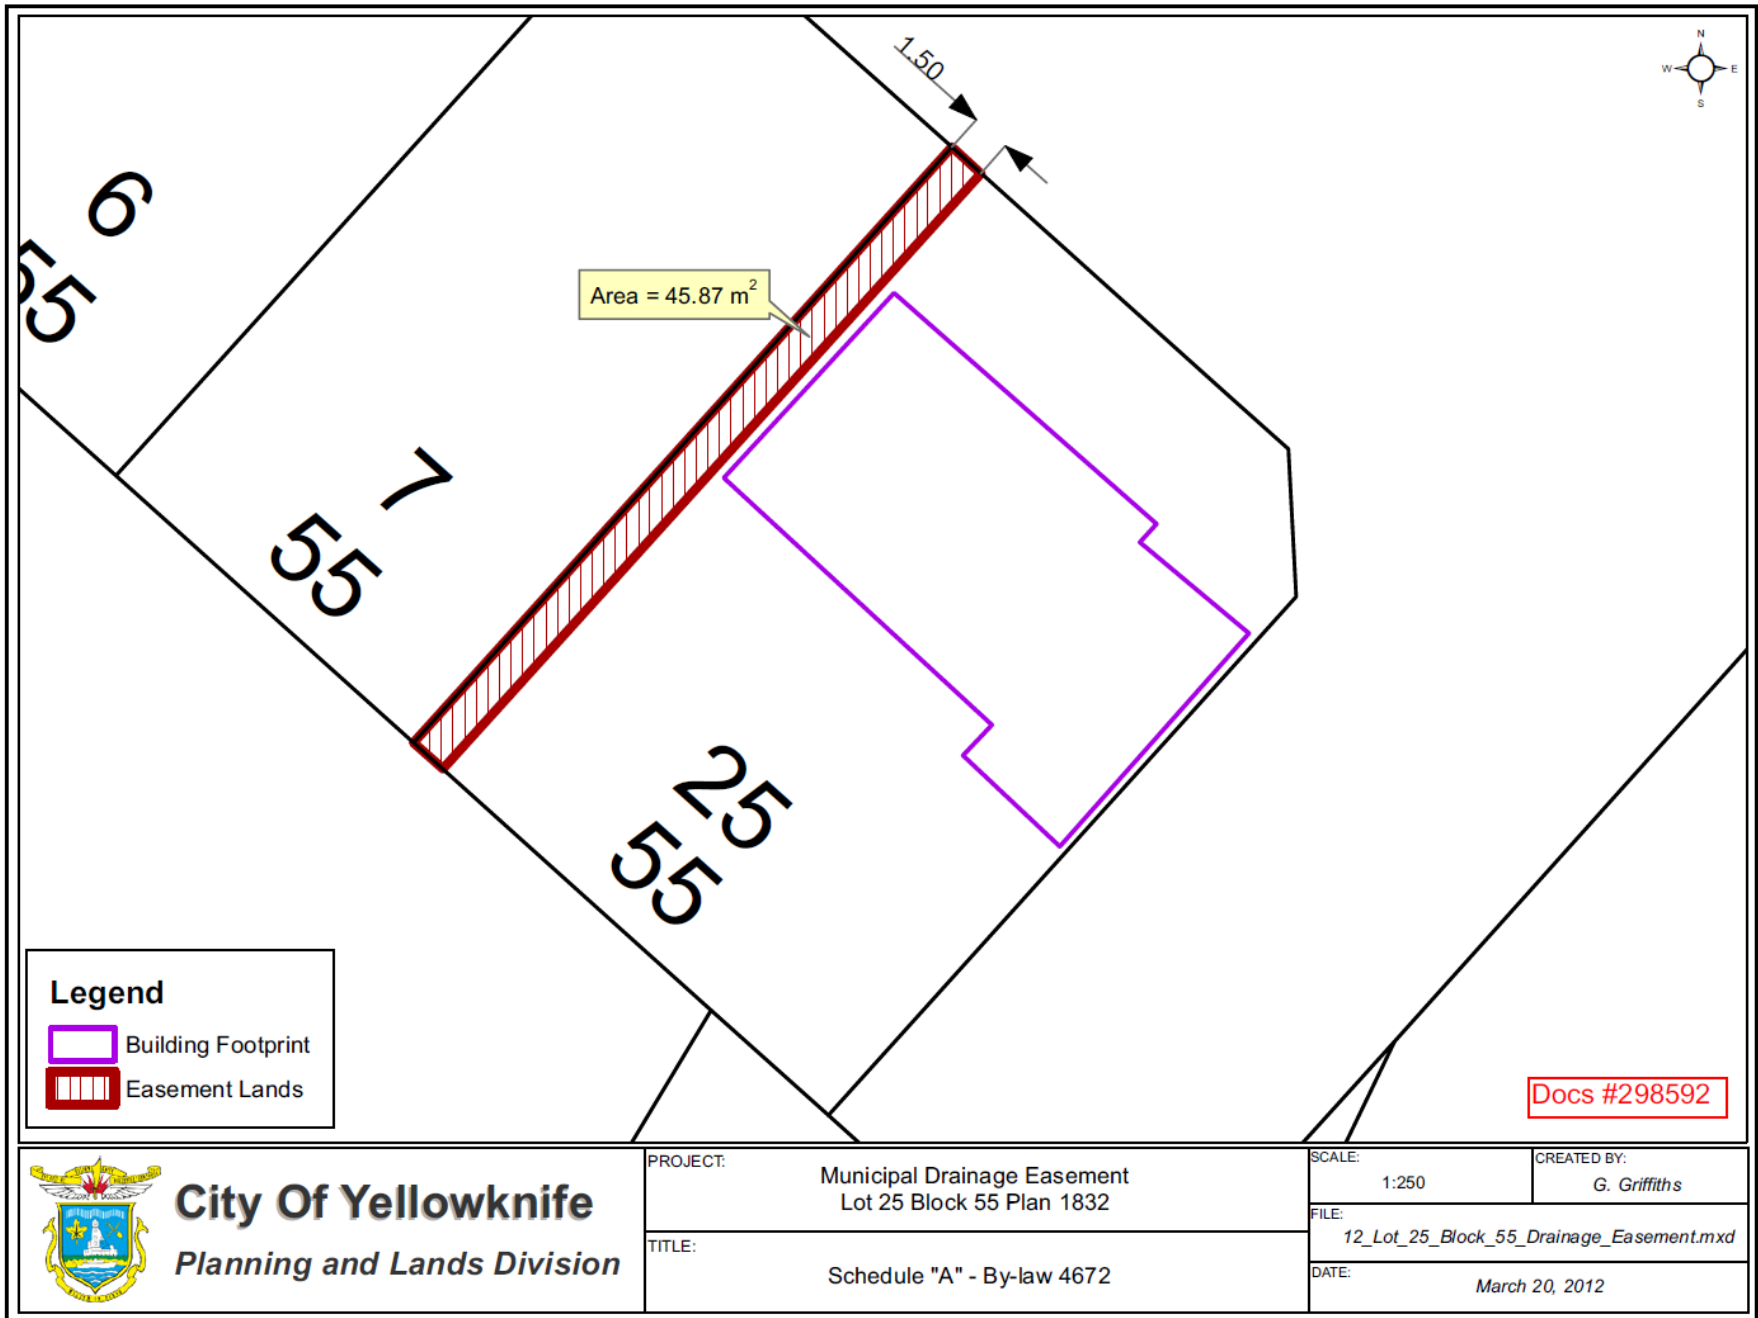 1.50
N
W
E
S
6
55
Area = 45.87 m²
7
55
25
55
Legend
Building Footprint
Easement Lands
Docs #298592
City Of Yellowknife
Planning and Lands Division
PROJECT:
Municipal Drainage Easement
Lot 25 Block 55 Plan 1832
TITLE:
Schedule "A" - By-law 4672
SCALE:
1:250
CREATED BY:
G. Griffiths
FILE:
12_Lot_25_Block_55_Drainage_Easement.mxd
DATE:
March 20, 2012